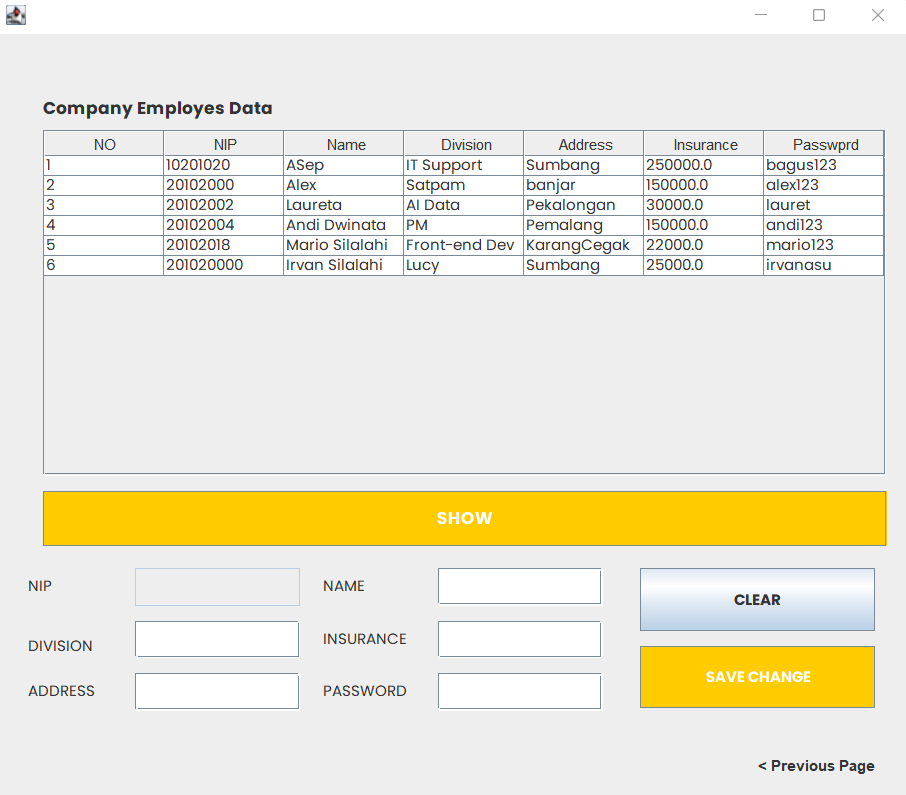 Company Employes Data
NO NIP Name Division Address Insurance Passwprd
1 10201020 ASep IT Support Sumbang 250000.0 bagus123
2 20102000 Alex Satpam banjar 150000.0 alex123
3 20102002 Laureta AI Data Pekalongan 30000.0 lauret
4 20102004 Andi Dwinata PM Pemalang 150000.0 andi123
5 20102018 Mario Silalahi Front-end Dev KarangCegak 22000.0 mario123
6 201020000 Irvan Silalahi Lucy Sumbang 25000.0 irvanasu
SHOW
NIP NAME CLEAR
DIVISION INSURANCE
ADDRESS PASSWORD SAVE CHANGE
< Previous Page